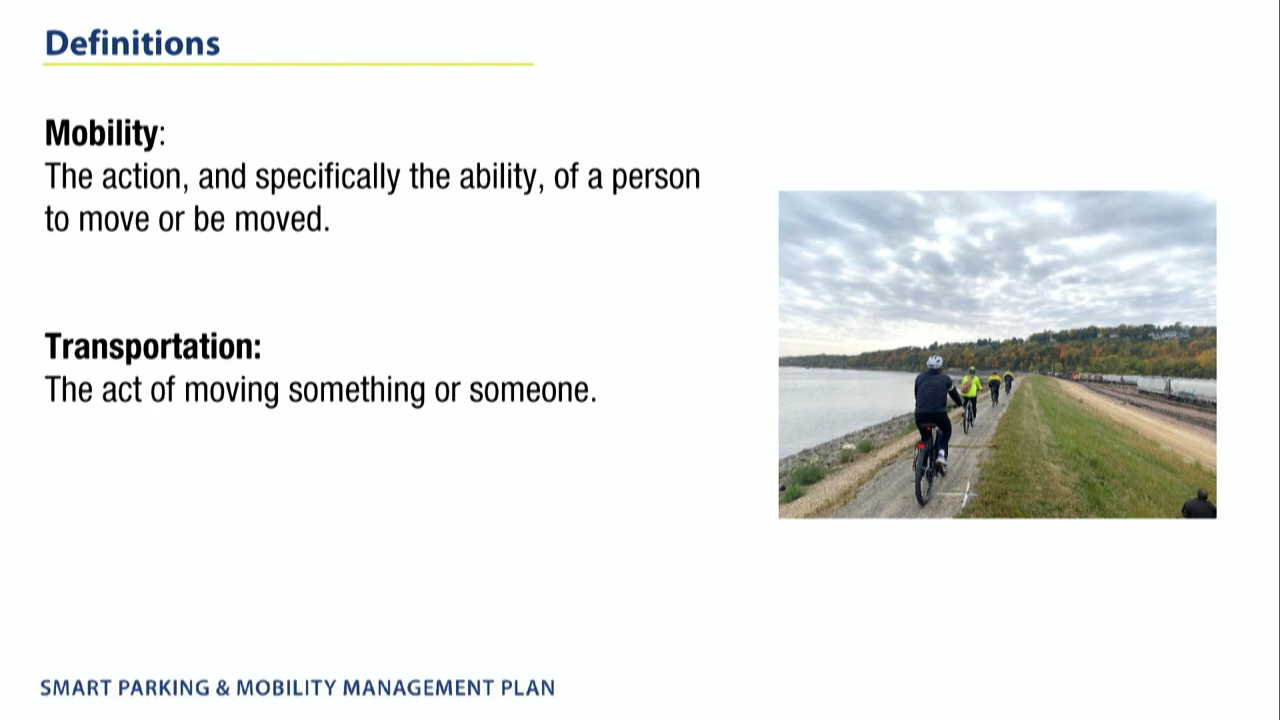 Definitions
Mobility:
The action, and specifically the ability, of a person
to move or be moved.
Transportation:
The act of moving something or someone.
SMART PARKING & MOBILITY MANAGEMENT PLAN